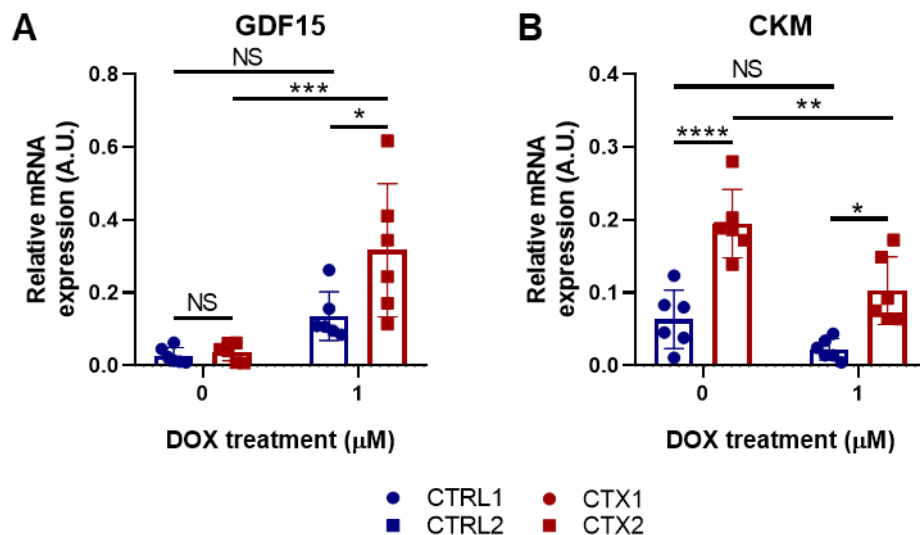 A
GDF15
Relative mRNA
expression (A.U.)
0.8
0.6
0.4
0.2
0.0
NS
***
*
NS
0
1
DOX treatment (μM)
B
CKM
Relative mRNA
expression (A.U.)
0.4
0.3
0.2
0.1
0.0
NS
**
****
*
0
1
DOX treatment (μM)
CTRL1
CTX1
CTRL2
CTX2